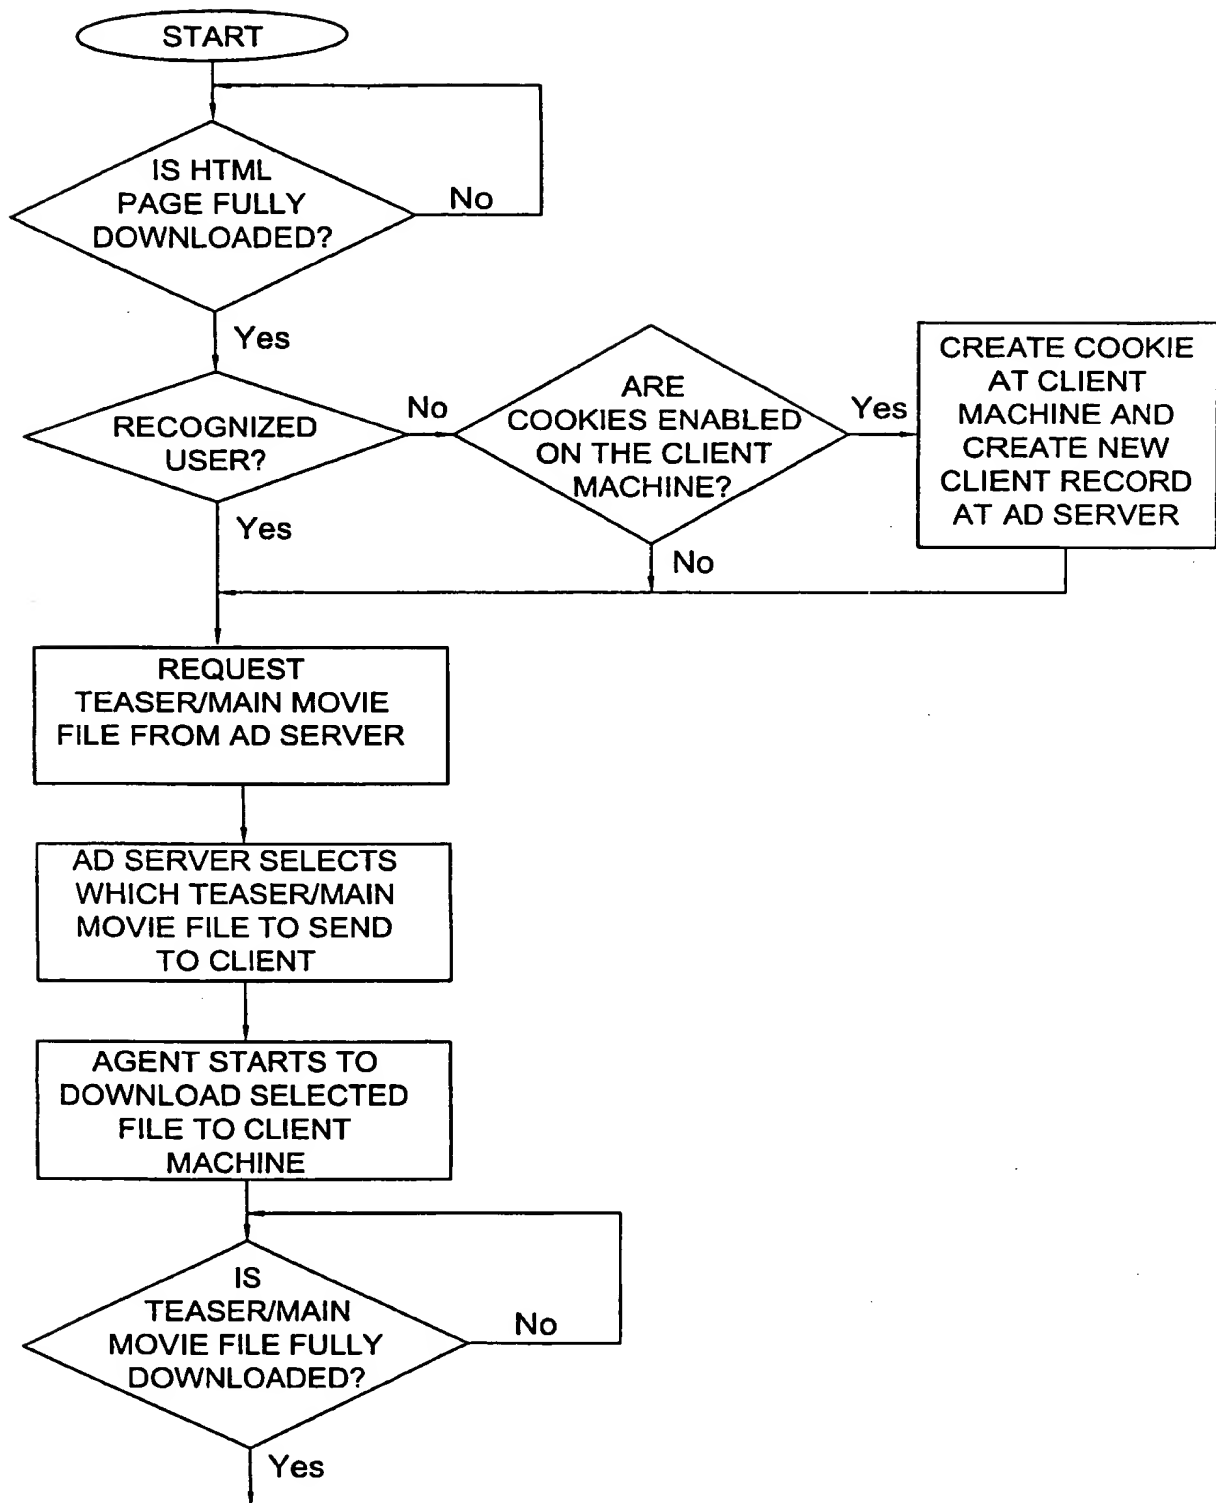 START
IS HTML
PAGE FULLY
DOWNLOADED?
No
Yes
RECOGNIZED
USER?
No
Yes
ARE
COOKIES ENABLED
ON THE CLIENT
MACHINE?
Yes
No
CREATE COOKIE
AT CLIENT
MACHINE AND
CREATE NEW
CLIENT RECORD
AT AD SERVER
REQUEST
TEASER/MAIN MOVIE
FILE FROM AD SERVER
AD SERVER SELECTS
WHICH TEASER/MAIN
MOVIE FILE TO SEND
TO CLIENT
AGENT STARTS TO
DOWNLOAD SELECTED
FILE TO CLIENT
MACHINE
IS
TEASER/MAIN
MOVIE FILE FULLY
DOWNLOADED?
No
Yes